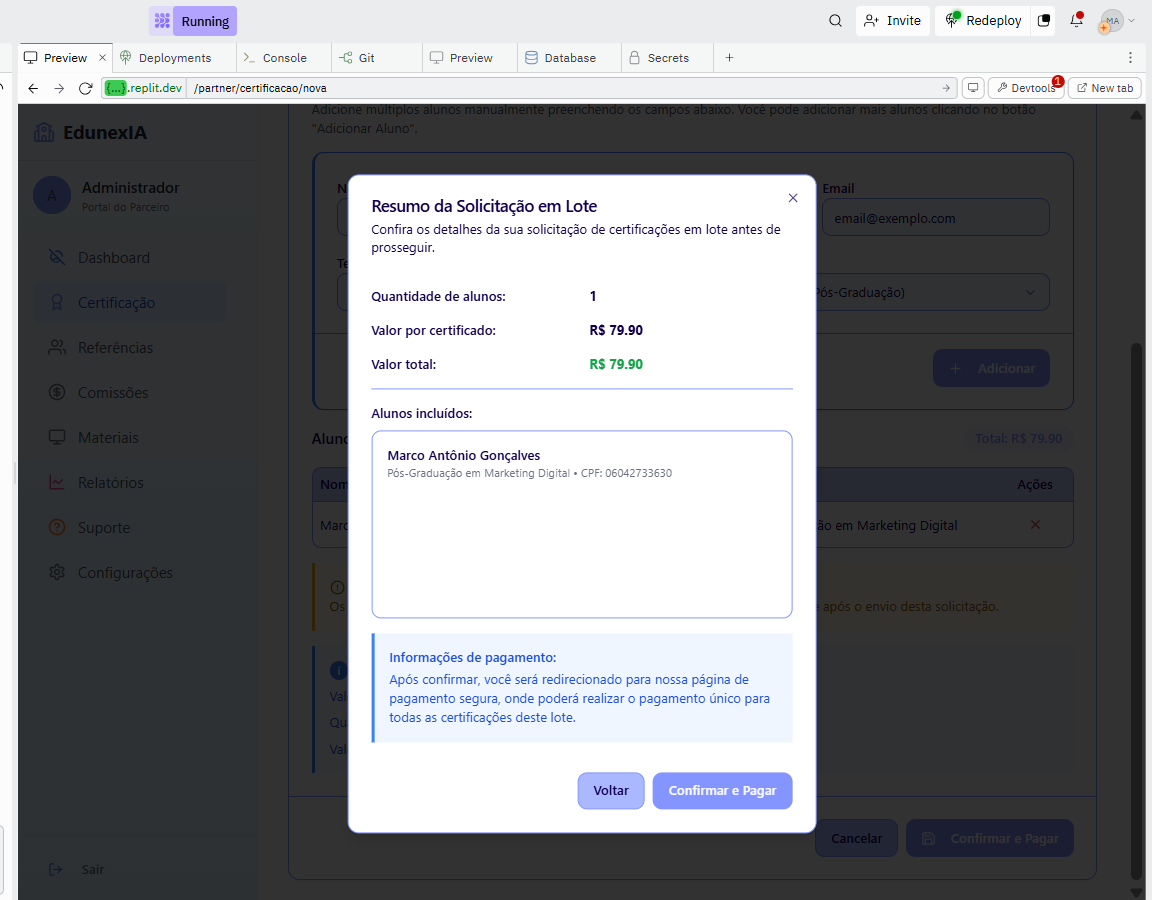 Running
Invite
Redeploy
MA
Preview
Deployments
Console
Git
Preview
Database
Secrets
{...}.replit.dev
/partner/certificacao/nova
Devtools
1
New tab
EdunexIA
A
Administrador
Portal do Parceiro
Dashboard
Certificação
Referências
Comissões
Materiais
Relatórios
Suporte
Configurações
Sair
Adicione múltiplos alunos manualmente preenchendo os campos abaixo. Você pode adicionar mais alunos clicando no botão
"Adicionar Aluno".
Email
email@exemplo.com
Pós-Graduação)
Adicionar
Total: R$ 79.90
Ações
ão em Marketing Digital
Os
após o envio desta solicitação.
Resumo da Solicitação em Lote
Confira os detalhes da sua solicitação de certificações em lote antes de
prosseguir.
Quantidade de alunos: 1
Valor por certificado: R$ 79.90
Valor total: R$ 79.90
Alunos incluídos:
Marco Antônio Gonçalves
Pós-Graduação em Marketing Digital • CPF: 06042733630
Informações de pagamento:
Após confirmar, você será redirecionado para nossa página de
pagamento segura, onde poderá realizar o pagamento único para
todas as certificações deste lote.
Voltar
Confirmar e Pagar
Cancelar
Confirmar e Pagar